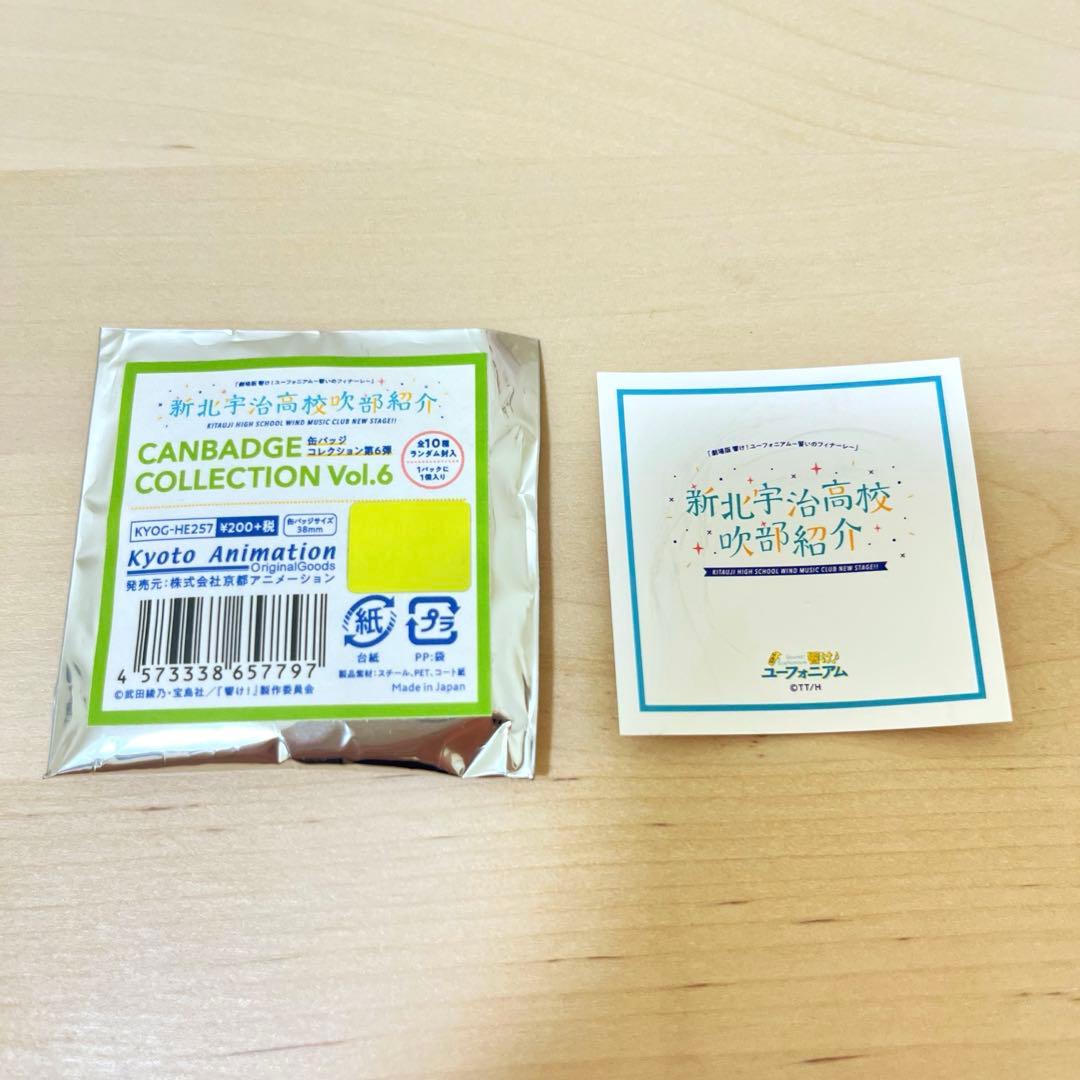 「劇場版 響け！ユーフォニアム〜誓いのフィナーレ〜」
新北宇治高校吹部紹介
KITAUJI HIGH SCHOOL WIND MUSIC CLUB NEW STAGE!!
CANBADGE 缶バッジ
コレクション第6弾
COLLECTION Vol.6
全10種
ランダム封入
1パックに
1個入り
KYOG-HE257 ¥200+税
缶バッジサイズ
38mm
Kyoto Animation
OriginalGoods
発売元：株式会社京都アニメーション
4 573338 657797
紙
台紙
プラ
PP:袋
製品素材：スチール、PET、コート紙
Made in Japan
©武田綾乃・宝島社／『響け！』製作委員会
「劇場版 響け！ユーフォニアム〜誓いのフィナーレ〜」
新北宇治高校
吹部紹介
KITAUJI HIGH SCHOOL WIND MUSIC CLUB NEW STAGE!!
響け！
ユーフォニアム
©TT/H